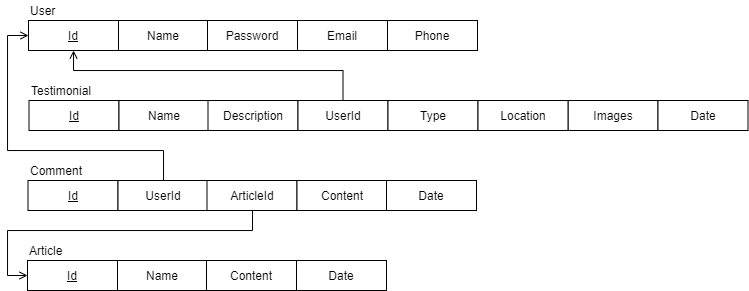 User
Id Name Password Email Phone
Testimonial
Id Name Description UserId Type Location Images Date
Comment
Id UserId ArticleId Content Date
Article
Id Name Content Date